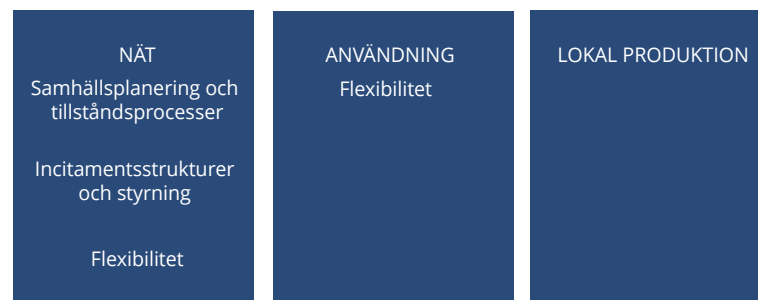 NÄT
Samhällsplanering och
tillståndsprocesser
Incitamentsstrukturer
och styrning
Flexibilitet
ANVÄNDNING
Flexibilitet
LOKAL PRODUKTION